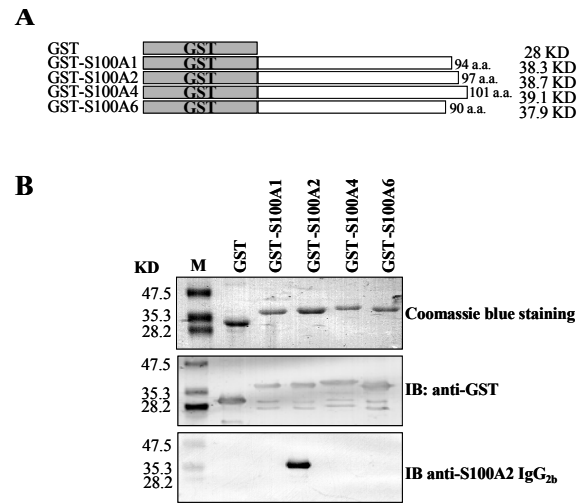 A
GST GST 28 KD
GST-S100A1 GST 94 a.a. 38.3 KD
GST-S100A2 GST 97 a.a. 38.7 KD
GST-S100A4 GST 101 a.a. 39.1 KD
GST-S100A6 GST 90 a.a. 37.9 KD
B
KD M GST GST-S100A1 GST-S100A2 GST-S100A4 GST-S100A6
47.5
35.3 Coomassie blue staining
28.2
47.5
35.3 IB: anti-GST
28.2
47.5
35.3 IB anti-S100A2 IgG2b
28.2